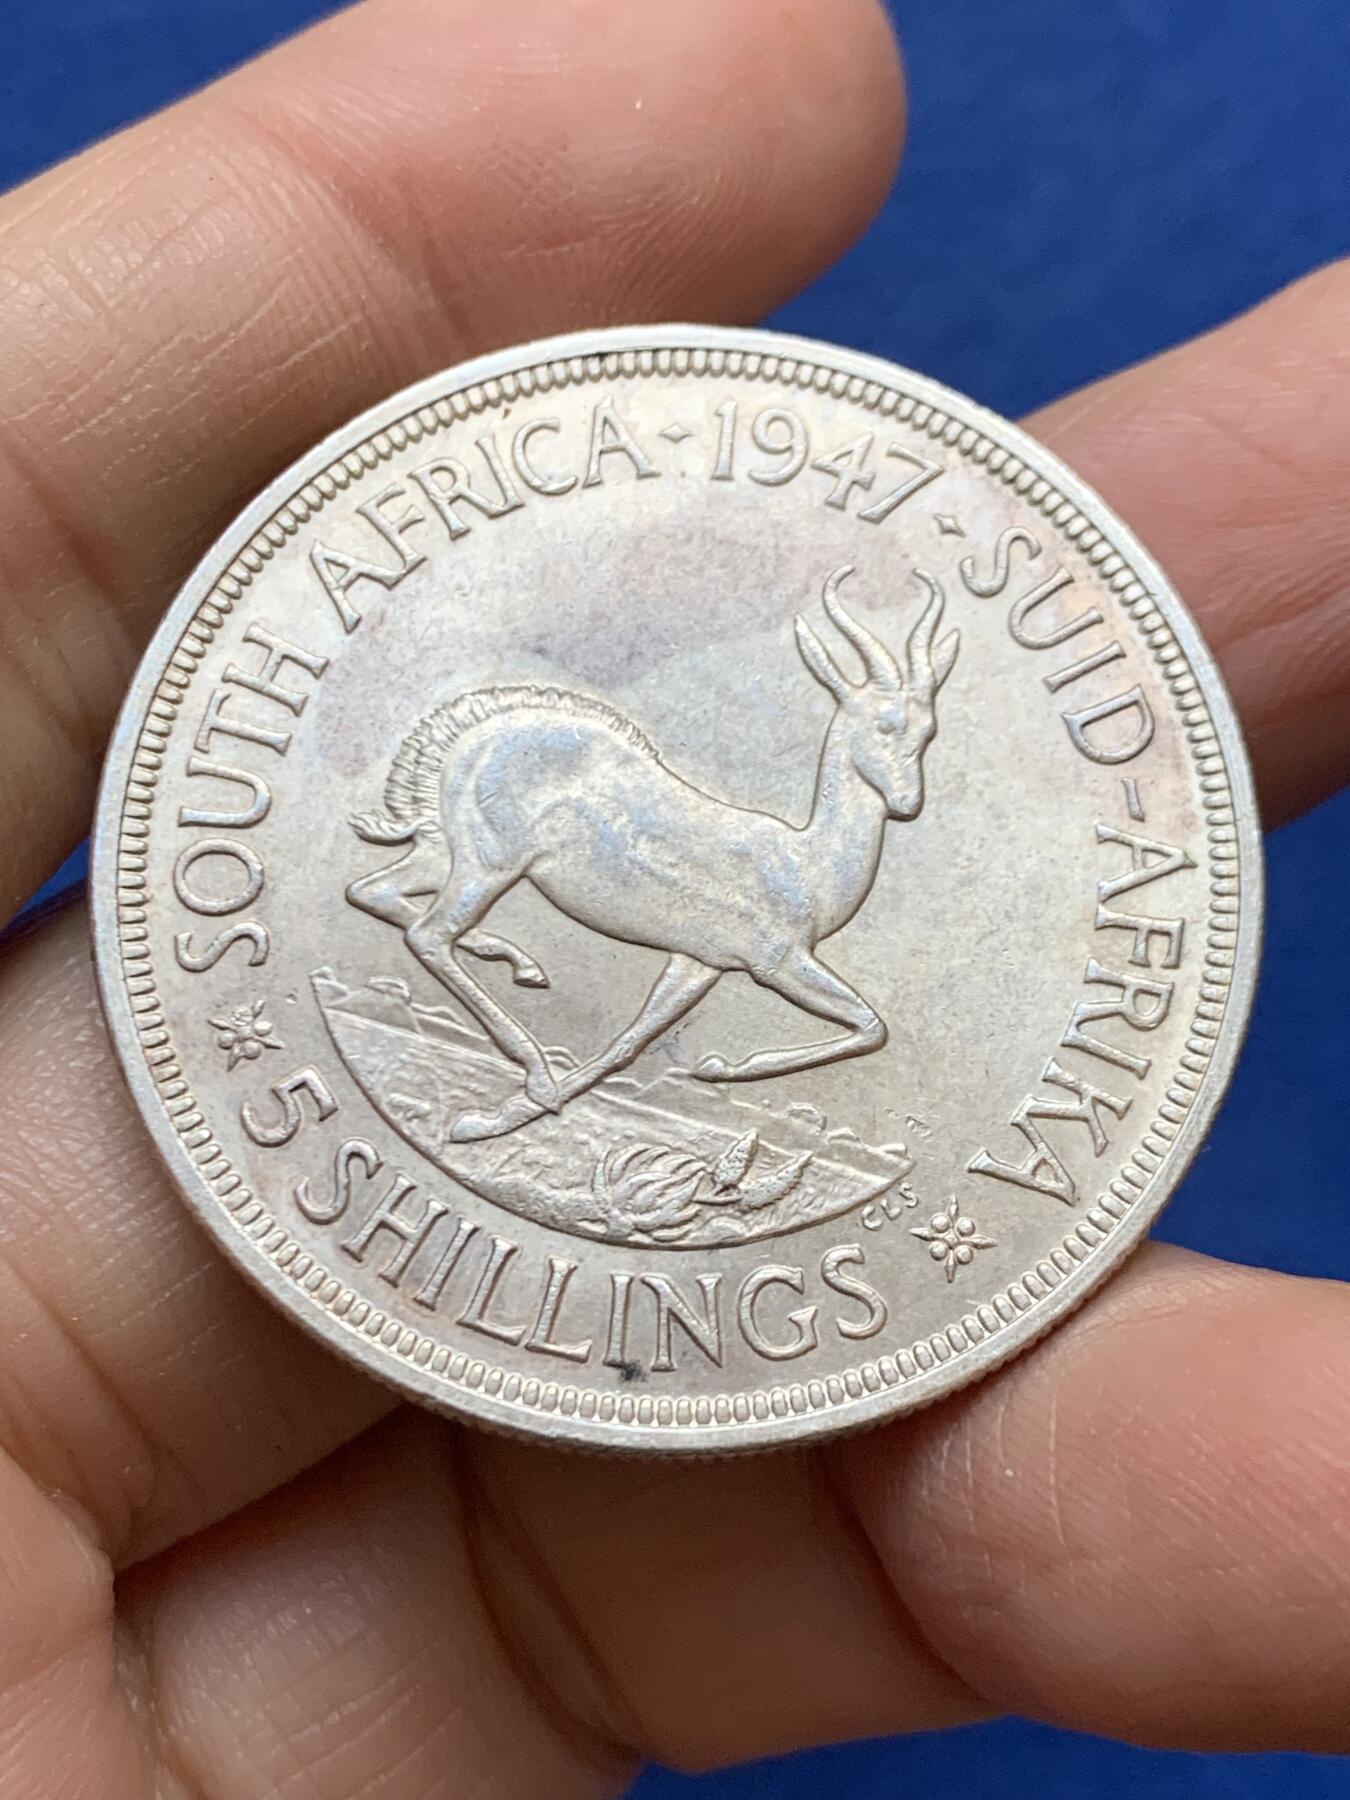 SOUTH AFRICA · 1947 · SUID-AFRIKA
5 SHILLINGS
CLS